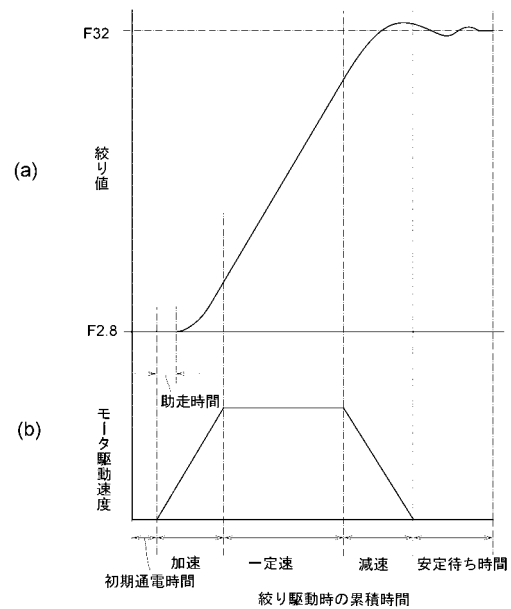 F32
(a)
絞り値
F2.8
助走時間
(b)
モータ駆動速度
加速
一定速
減速
安定待ち時間
初期通電時間
絞り駆動時の累積時間